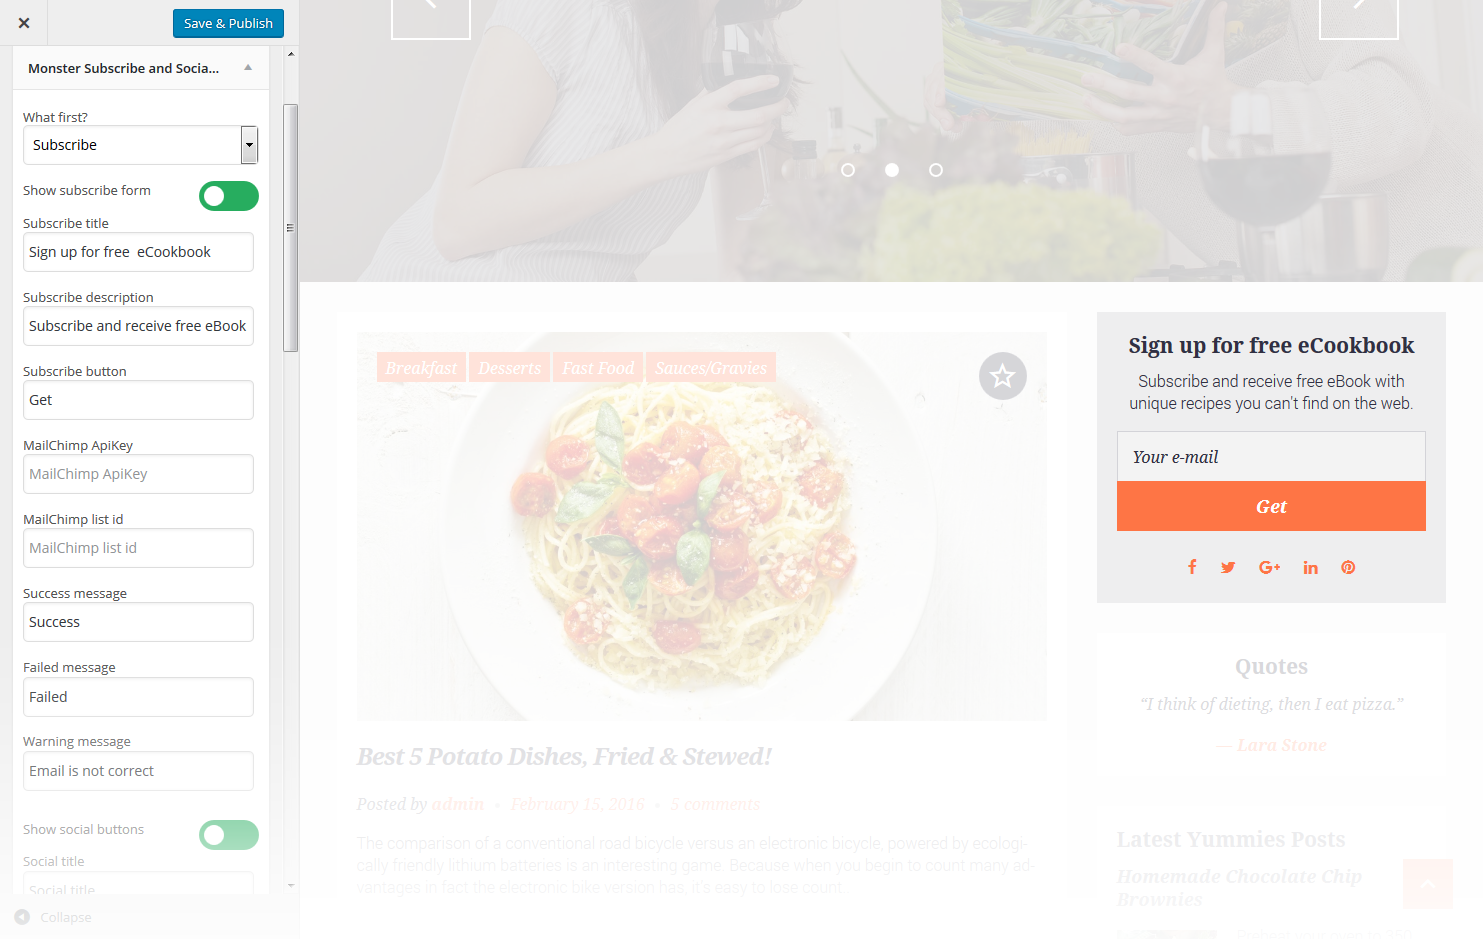 Save & Publish
Monster Subscribe and Socia...
What first?
Subscribe
Show subscribe form
Subscribe title
Sign up for free  eCookbook
Subscribe description
Subscribe and receive free eBook
Subscribe button
Get
MailChimp ApiKey
MailChimp ApiKey
MailChimp list id
MailChimp list id
Success message
Success
Failed message
Failed
Warning message
Email is not correct
Show social buttons
Social title
Social title
Collapse
Breakfast Desserts Fast Food Sauces/Gravies
Best 5 Potato Dishes, Fried & Stewed!
Posted by admin • February 15, 2016 • 5 comments
The comparison of a conventional road bicycle versus an electronic bicycle, powered by ecologi-
cally friendly lithium batteries is an interesting game. Because when you begin to count many ad-
vantages in fact the electronic bike version has, it's easy to lose count.
Sign up for free eCookbook
Subscribe and receive free eBook with
unique recipes you can't find on the web.
Your e-mail
Get
Quotes
“I think of dieting, then I eat pizza.”
— Lara Stone
Latest Yummies Posts
Homemade Chocolate Chip
Brownies